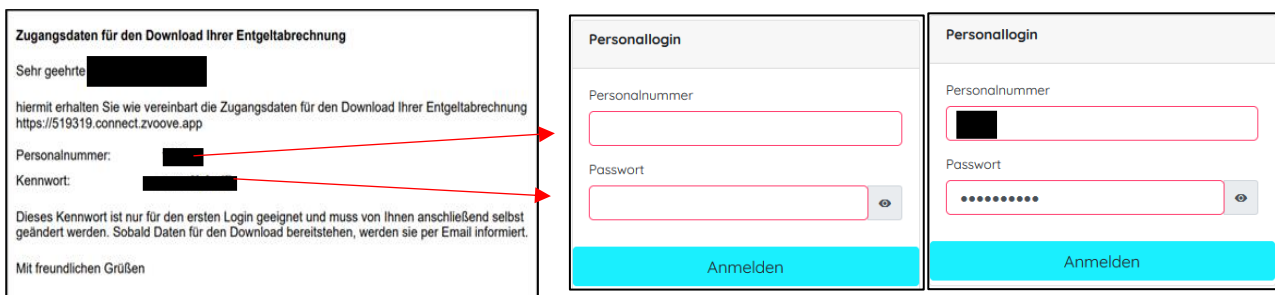 Zugangsdaten für den Download Ihrer Entgeltabrechnung
Sehr geehrte
hiermit erhalten Sie wie vereinbart die Zugangsdaten für den Download Ihrer Entgeltabrechnung
https://519319.connect.zvoove.app
Personalnummer:
Kennwort:
Dieses Kennwort ist nur für den ersten Login geeignet und muss von Ihnen anschließend selbst
geändert werden. Sobald Daten für den Download bereitstehen, werden sie per Email informiert.
Mit freundlichen Grüßen
Personallogin
Personalnummer
Passwort
Anmelden
Personallogin
Personalnummer
Passwort
••••••••••
Anmelden